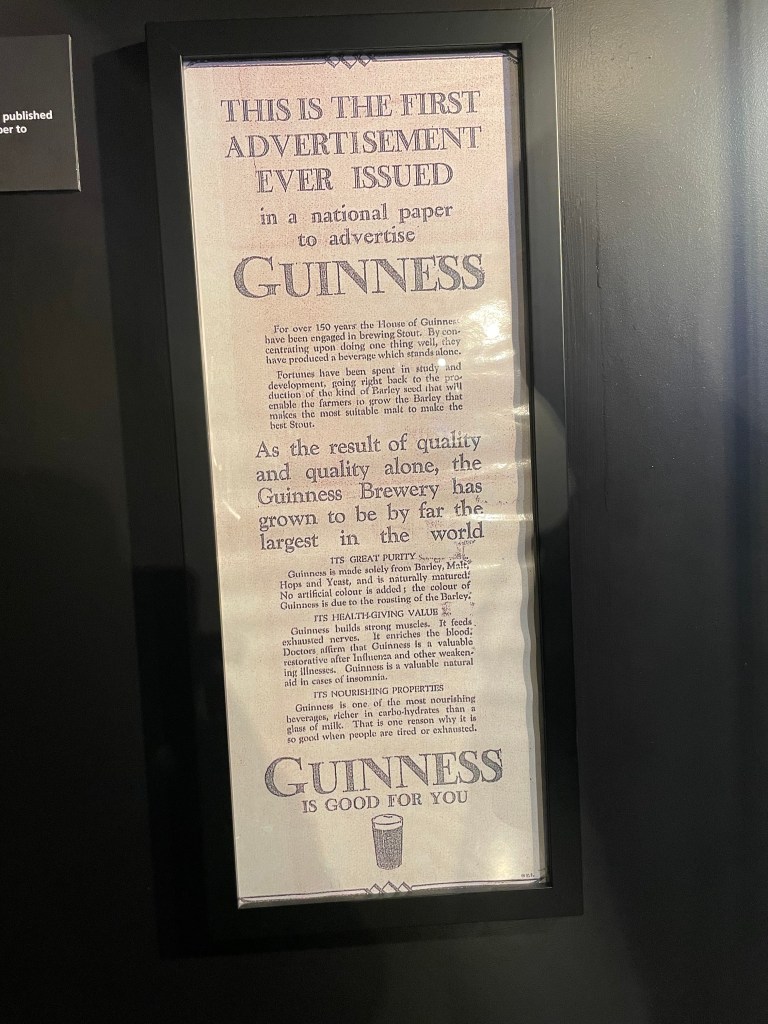 published
per to
THIS IS THE FIRST
ADVERTISEMENT
EVER ISSUED
in a national paper
to advertise
GUINNESS
For over 150 years the House of Guinness
have been engaged in brewing Stout. By con-
centrating upon doing one thing well, they
have produced a beverage which stands alone.
Fortunes have been spent in study and
development, going right back to the pro-
duction of the kind of Barley seed that will
enable the farmers to grow the Barley that
makes the most suitable malt to make the
best Stout.
As the result of quality
and quality alone, the
Guinness Brewery has
grown to be by far the
largest in the world
ITS GREAT PURITY
Guinness is made solely from Barley, Malt,
Hops and Yeast, and is naturally matured.
No artificial colour is added; the colour of
Guinness is due to the roasting of the Barley.
ITS HEALTH-GIVING VALUE
Guinness builds strong muscles. It feeds
exhausted nerves. It enriches the blood.
Doctors affirm that Guinness is a valuable
restorative after Influenza and other weaken-
ing illnesses. Guinness is a valuable natural
aid in cases of insomnia.
ITS NOURISHING PROPERTIES
Guinness is one of the most nourishing
beverages, richer in carbo-hydrates than a
glass of milk. That is one reason why it is
so good when people are tired or exhausted.
GUINNESS
IS GOOD FOR YOU